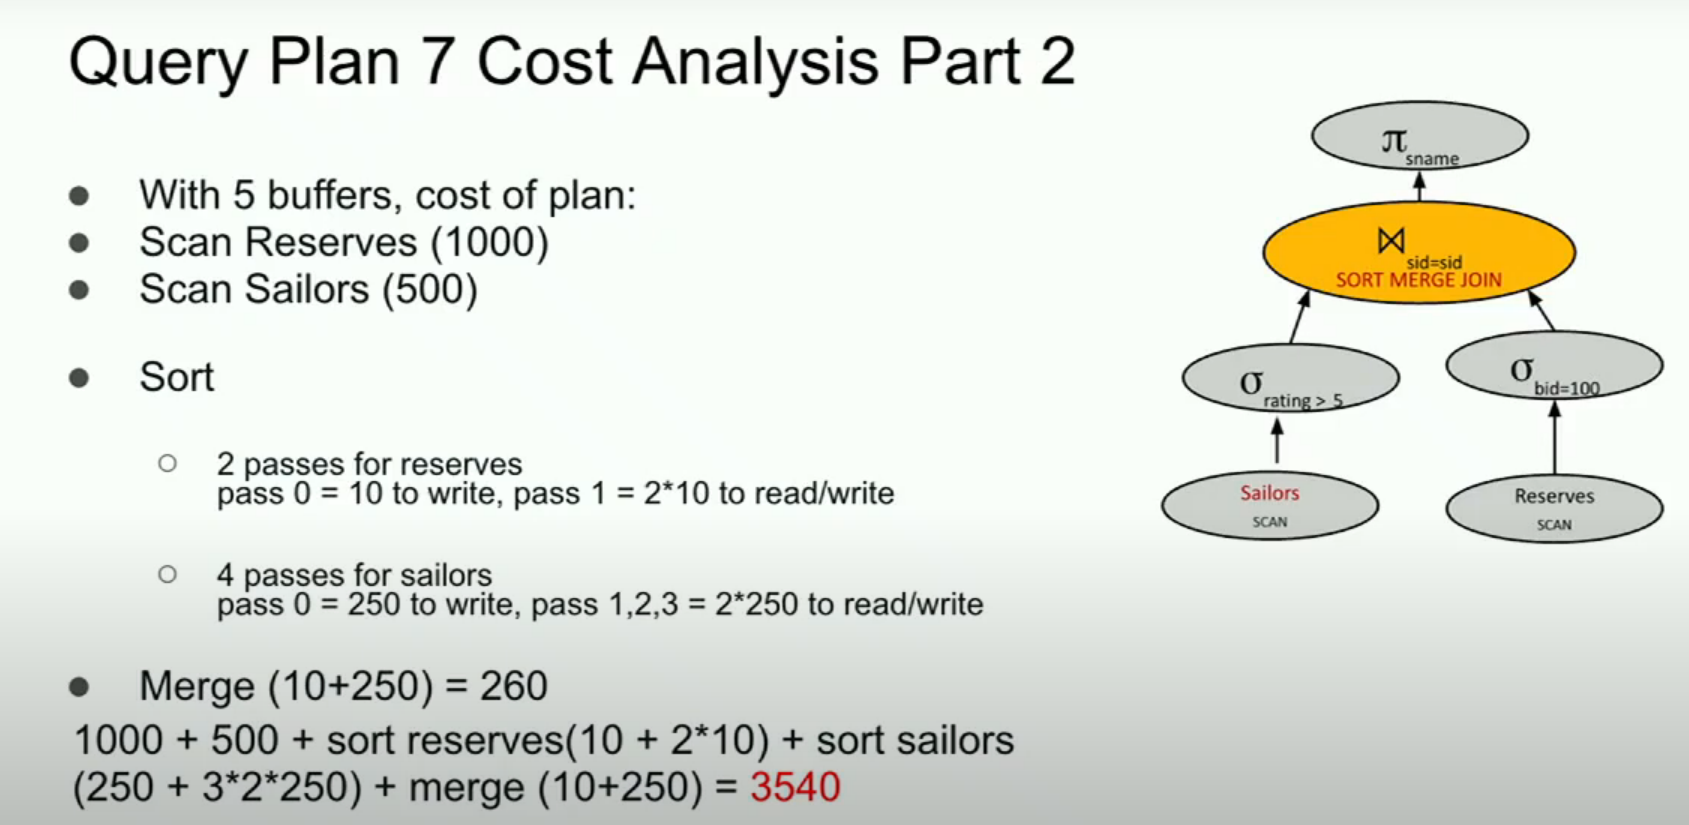 Query Plan 7 Cost Analysis Part 2
● With 5 buffers, cost of plan:
● Scan Reserves (1000)
● Scan Sailors (500)
● Sort
○ 2 passes for reserves
pass 0 = 10 to write, pass 1 = 2*10 to read/write
○ 4 passes for sailors
pass 0 = 250 to write, pass 1,2,3 = 2*250 to read/write
● Merge (10+250) = 260
1000 + 500 + sort reserves(10 + 2*10) + sort sailors
(250 + 3*2*250) + merge (10+250) = 3540
π sname
⋈ sid=sid
SORT MERGE JOIN
σ rating > 5
σ bid=100
Sailors
SCAN
Reserves
SCAN